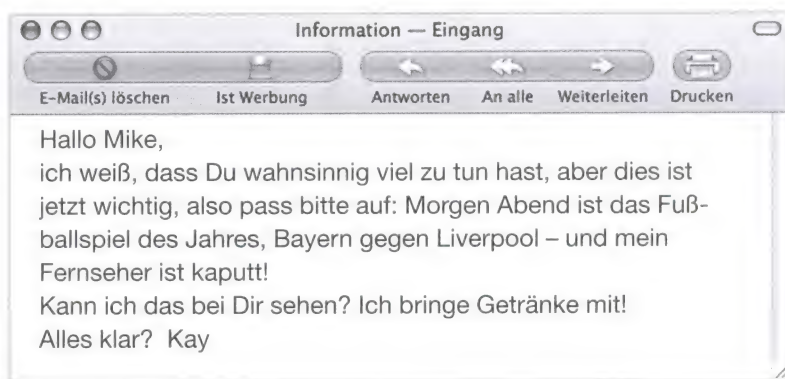 Information — Eingang
E-Mail(s) löschen Ist Werbung Antworten An alle Weiterleiten Drucken
Hallo Mike,
ich weiß, dass Du wahnsinnig viel zu tun hast, aber dies ist
jetzt wichtig, also pass bitte auf: Morgen Abend ist das Fuß-
ballspiel des Jahres, Bayern gegen Liverpool – und mein
Fernseher ist kaputt!
Kann ich das bei Dir sehen? Ich bringe Getränke mit!
Alles klar? Kay